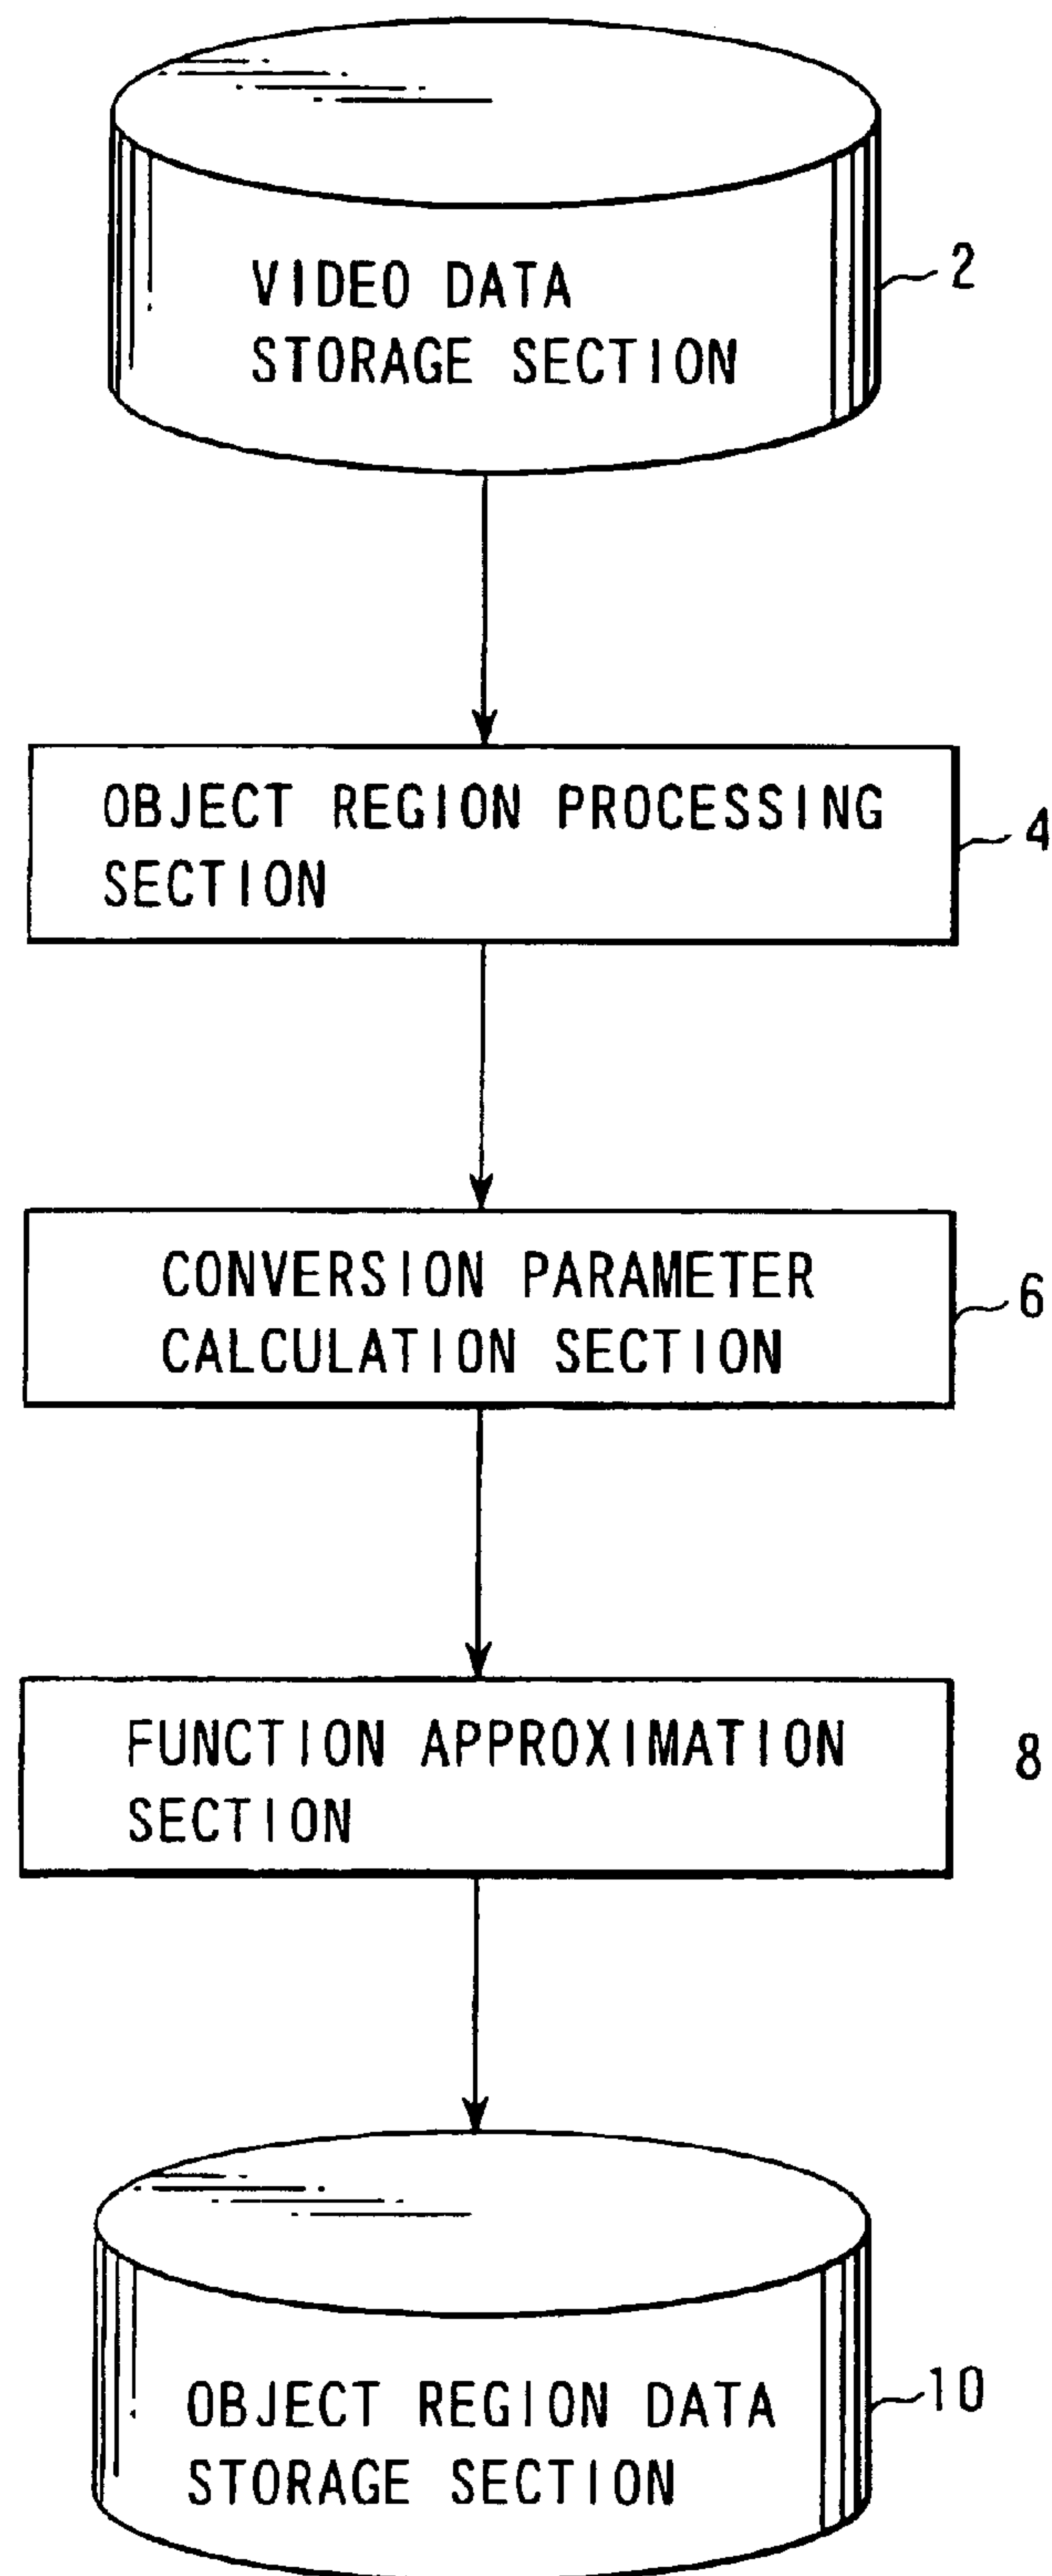 VIDEO DATA
STORAGE SECTION
2
OBJECT REGION PROCESSING
SECTION
4
CONVERSION PARAMETER
CALCULATION SECTION
6
FUNCTION APPROXIMATION
SECTION
8
OBJECT REGION DATA
STORAGE SECTION
10